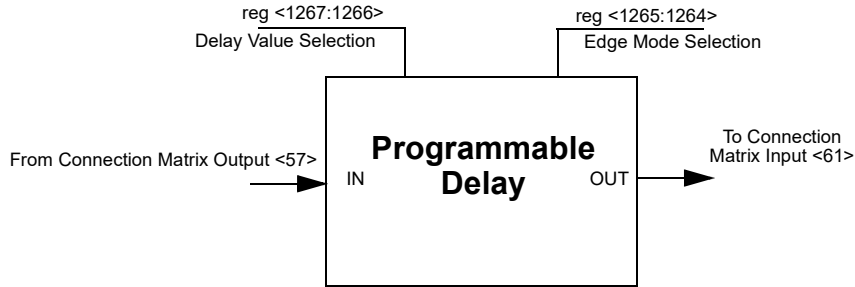 reg <1267:1266>
Delay Value Selection
reg <1265:1264>
Edge Mode Selection
From Connection Matrix Output <57>
IN
Programmable
Delay
OUT
To Connection
Matrix Input <61>